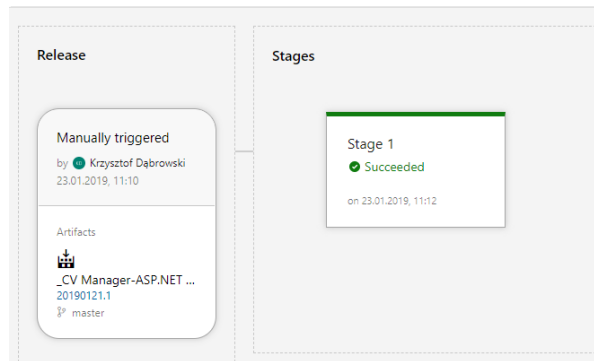 Release
Stages
Manually triggered
by Krzysztof Dąbrowski
23.01.2019, 11:10
Artifacts
_CV Manager-ASP.NET ...
20190121.1
master
Stage 1
Succeeded
on 23.01.2019, 11:12